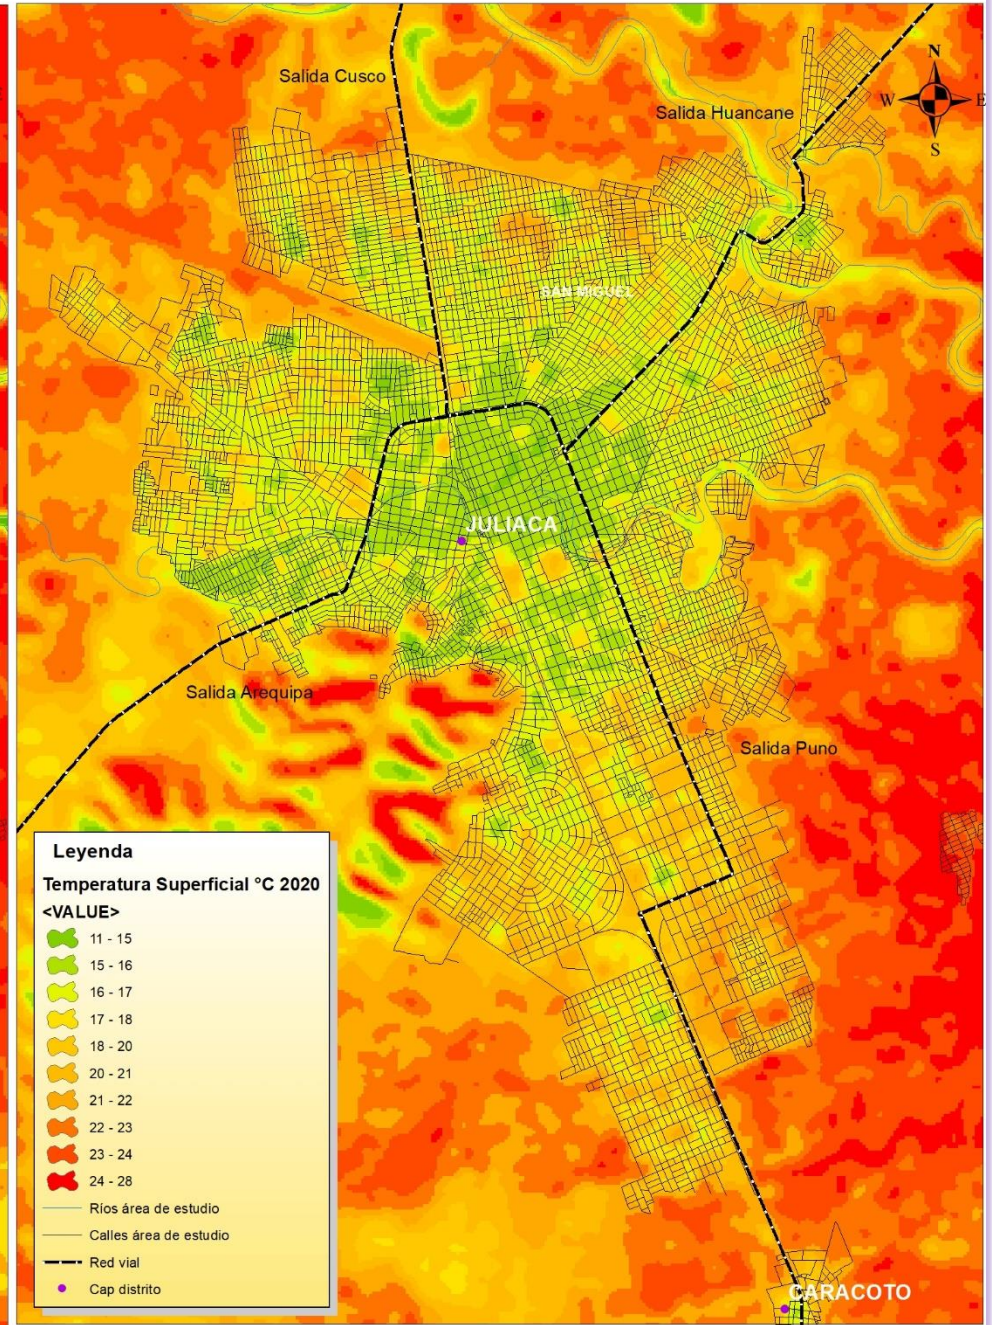 Salida Cusco
Salida Huancane
N
W
E
S
SAN MIGUEL
JULIACA
Salida Arequipa
Salida Puno
Leyenda
Temperatura Superficial °C 2020
<VALUE>
11 - 15
15 - 16
16 - 17
17 - 18
18 - 20
20 - 21
21 - 22
22 - 23
23 - 24
24 - 28
Ríos área de estudio
Calles área de estudio
Red vial
Cap distrito
CARACOTO